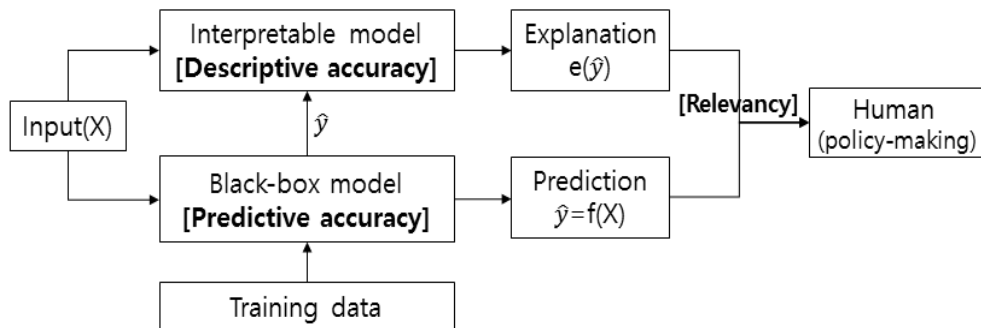 Interpretable model
[Descriptive accuracy]
Explanation
e(ŷ)
Input(X)
ŷ
[Relevancy]
Human
(policy-making)
Black-box model
[Predictive accuracy]
Prediction
ŷ=f(X)
Training data